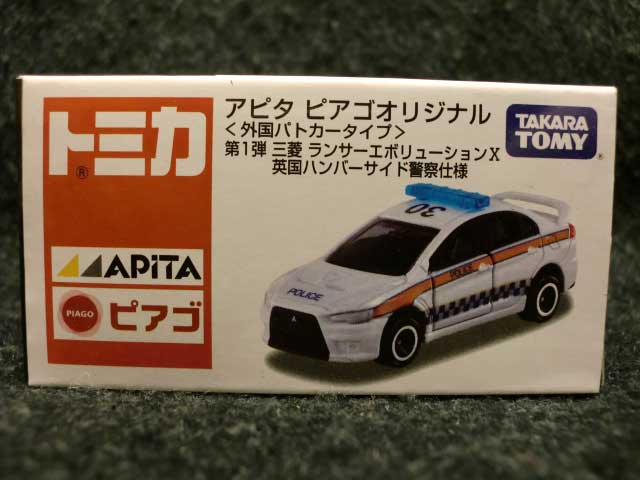 トミカ
®
APiTA
PIAGO
ピアゴ
アピタ ピアゴオリジナル
<外国パトカータイプ>
第1弾 三菱 ランサーエボリューションX
英国ハンバーサイド警察仕様
TAKARA
TOMY
30
POLICE
POLICE